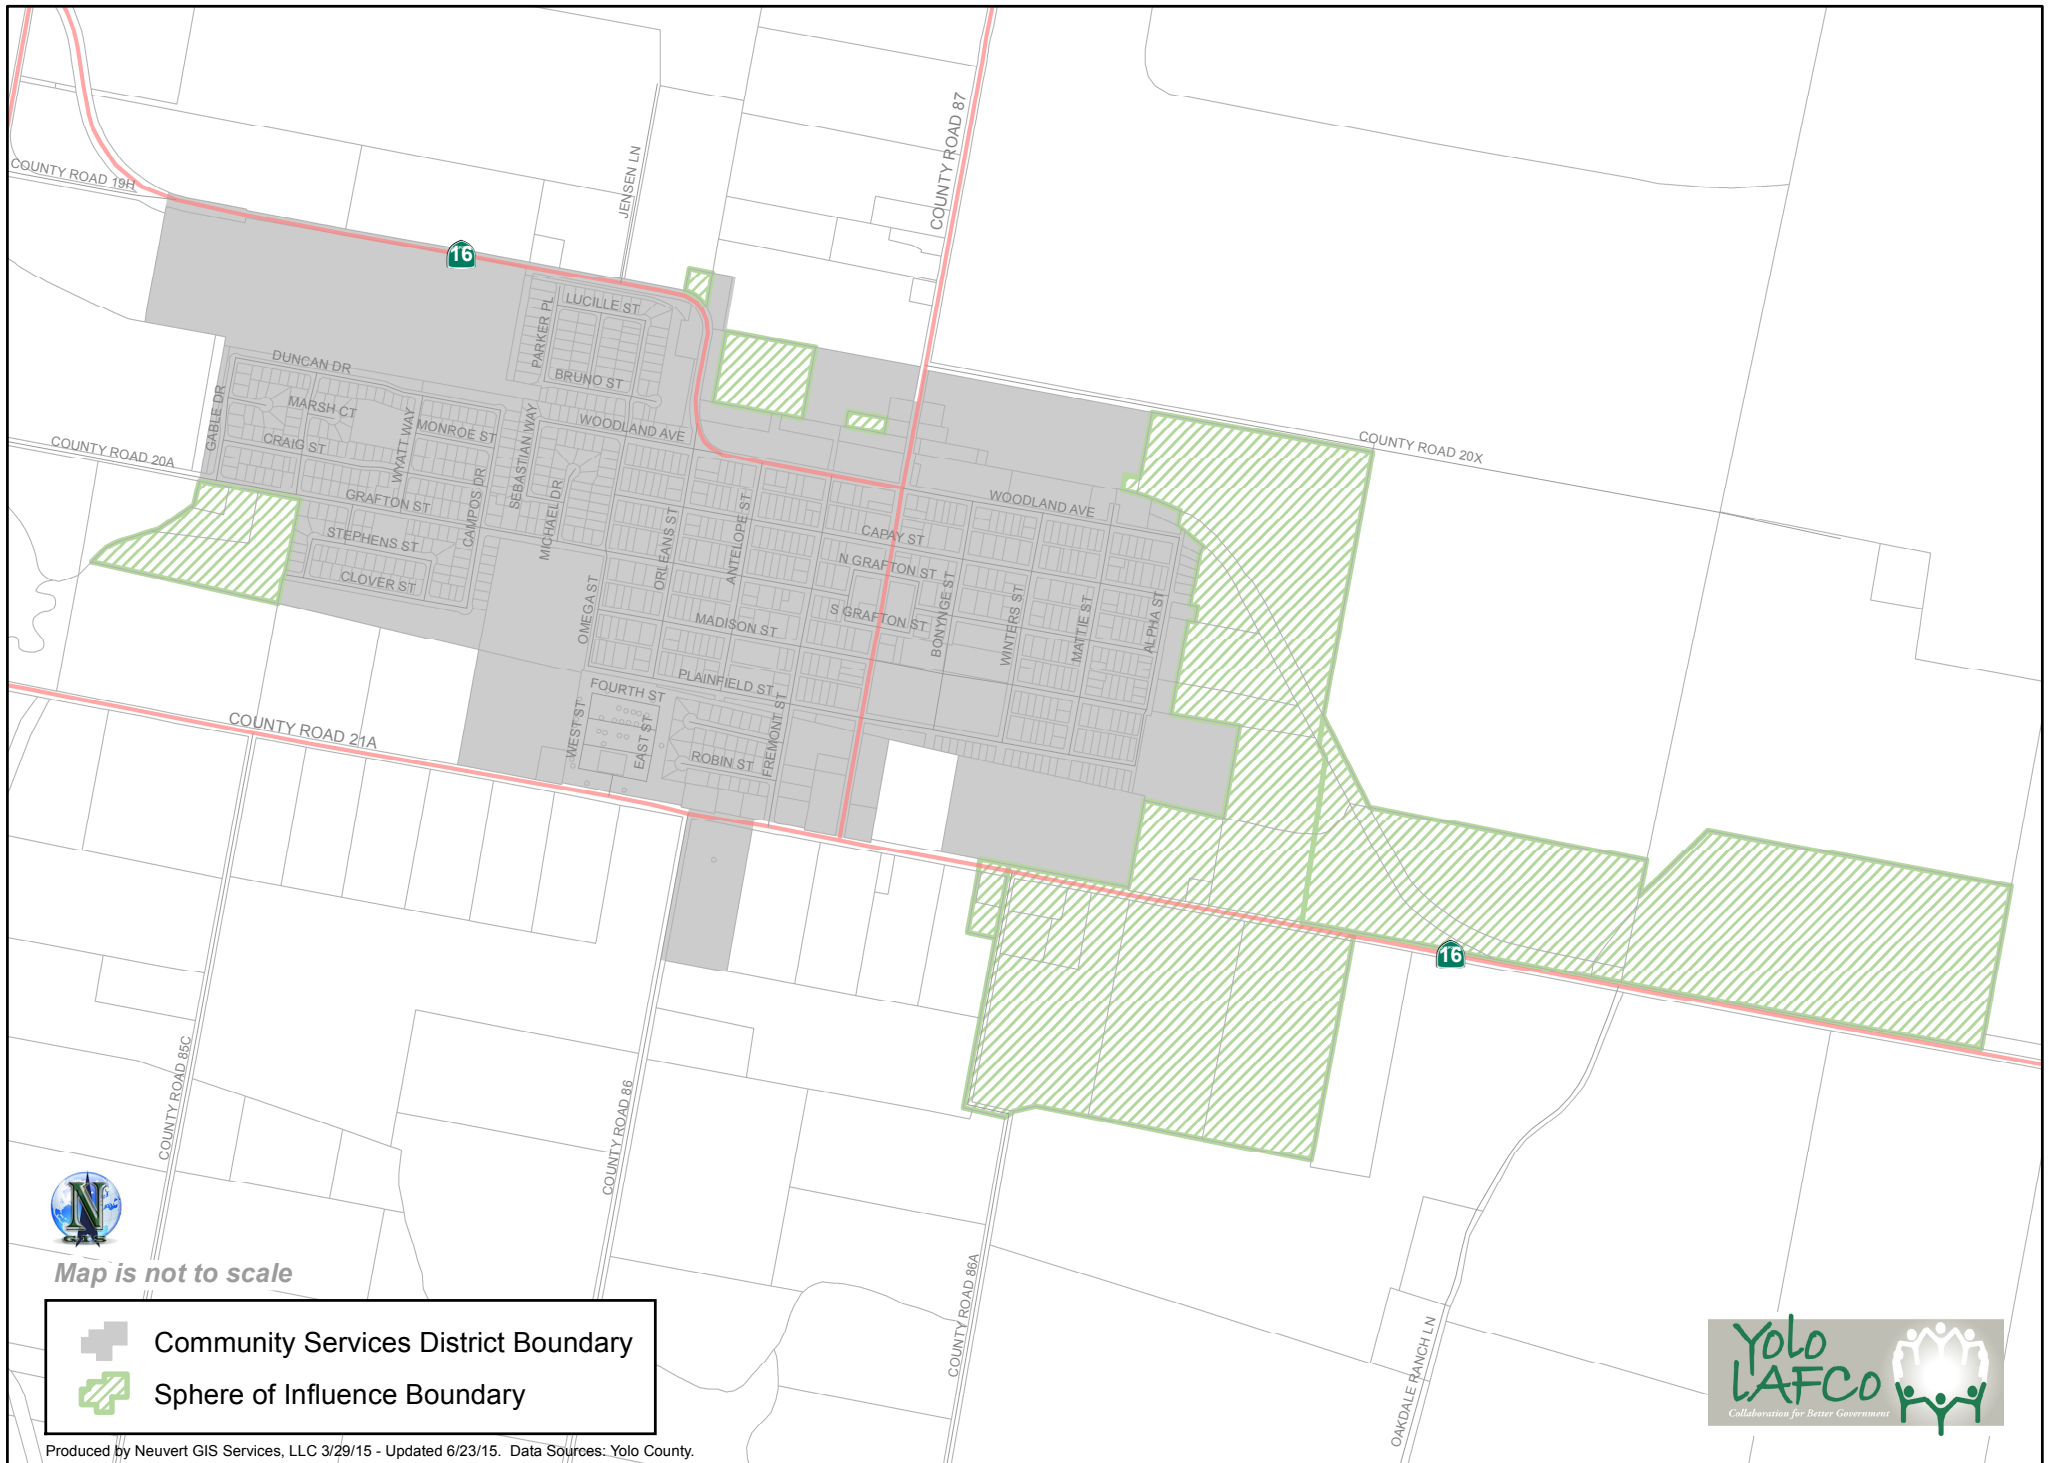 COUNTY ROAD 87
COUNTY ROAD 19H
JENSEN LN
16
LUCILLE ST
PARKER PL
DUNCAN DR
BRUNO ST
GABLE DR
MARSH CT
WYATT WAY
MONROE ST
SEBASTIAN WAY
WOODLAND AVE
COUNTY ROAD 20X
CRAIG ST
COUNTY ROAD 20A
CAMPOS DR
GRAFTON ST
MICHAEL DR
ORLEANS ST
ANTELOPE ST
WOODLAND AVE
CAPAY ST
STEPHENS ST
N GRAFTON ST
CLOVER ST
OMEGA ST
S GRAFTON ST
BONYNGE ST
WINTERS ST
MATTIE ST
ALPHA ST
MADISON ST
PLAINFIELD ST
FOURTH ST
WEST ST
EAST ST
FREMONT ST
ROBIN ST
COUNTY ROAD 21A
16
COUNTY ROAD 85C
COUNTY ROAD 86
COUNTY ROAD 86A
OAKDALE RANCH LN
N
GIS
Map is not to scale
Community Services District Boundary
Sphere of Influence Boundary
Produced by Neuvert GIS Services, LLC 3/29/15 - Updated 6/23/15. Data Sources: Yolo County.
YOLO
LAFCO
Collaboration for Better Government